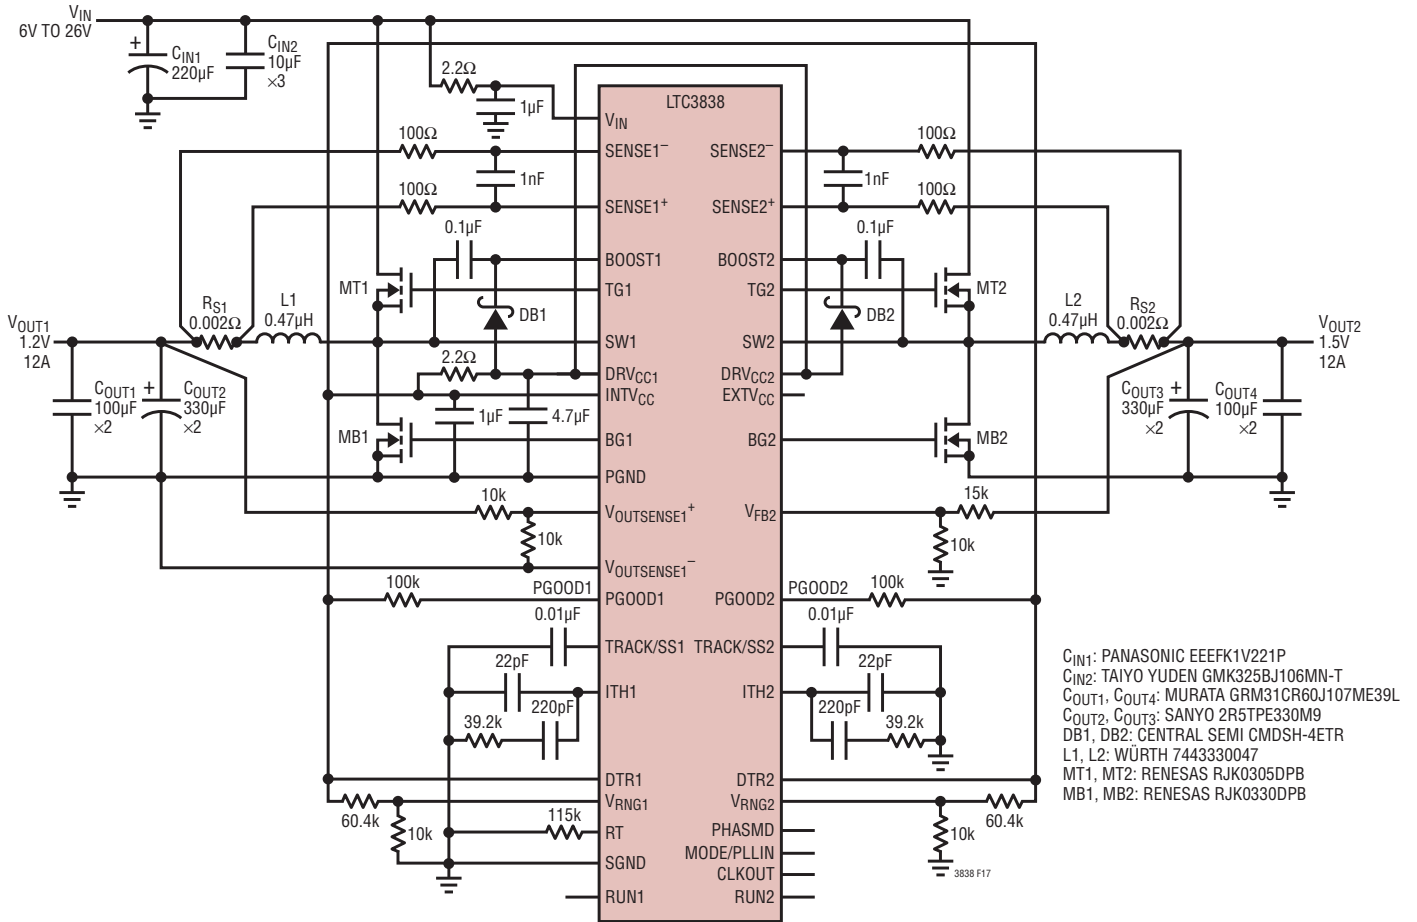 VIN
6V TO 26V
+
CIN1
220µF
CIN2
10µF
×3
2.2Ω
1µF
LTC3838
VIN
100Ω
SENSE1–
SENSE2–
100Ω
1nF
1nF
100Ω
SENSE1+
SENSE2+
100Ω
0.1µF
BOOST1
BOOST2
0.1µF
MT1
TG1
TG2
MT2
DB1
DB2
VOUT1
1.2V
12A
RS1
0.002Ω
L1
0.47µH
SW1
SW2
L2
0.47µH
RS2
0.002Ω
VOUT2
1.5V
12A
2.2Ω
DRVCC1
DRVCC2
INTVCC
EXTVCC
COUT1
100µF
×2
+
COUT2
330µF
×2
1µF
4.7µF
COUT3
330µF
×2
+
COUT4
100µF
×2
MB1
BG1
BG2
MB2
PGND
10k
VOUTSENSE1+
VFB2
15k
10k
10k
VOUTSENSE1–
100k
PGOOD1
PGOOD1
PGOOD2
PGOOD2
100k
0.01µF
TRACK/SS1
TRACK/SS2
0.01µF
22pF
ITH1
ITH2
22pF
220pF
39.2k
220pF
39.2k
DTR1
DTR2
VRNG1
VRNG2
60.4k
10k
60.4k
10k
115k
RT
PHASMD
MODE/PLLIN
SGND
CLKOUT
RUN1
RUN2
3838 F17
CIN1: PANASONIC EEEFK1V221P
CIN2: TAIYO YUDEN GMK325BJ106MN-T
COUT1, COUT4: MURATA GRM31CR60J107ME39L
COUT2, COUT3: SANYO 2R5TPE330M9
DB1, DB2: CENTRAL SEMI CMDSH-4ETR
L1, L2: WÜRTH 7443330047
MT1, MT2: RENESAS RJK0305DPB
MB1, MB2: RENESAS RJK0330DPB